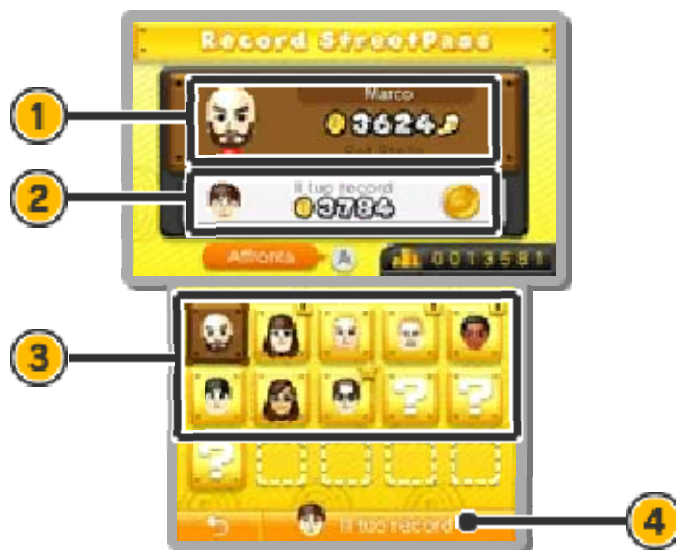 Record StreetPass
1
Marco
3624
2
Il tuo record
3784
Affronta
A
0013581
3
? ?
?
Il tuo record
4